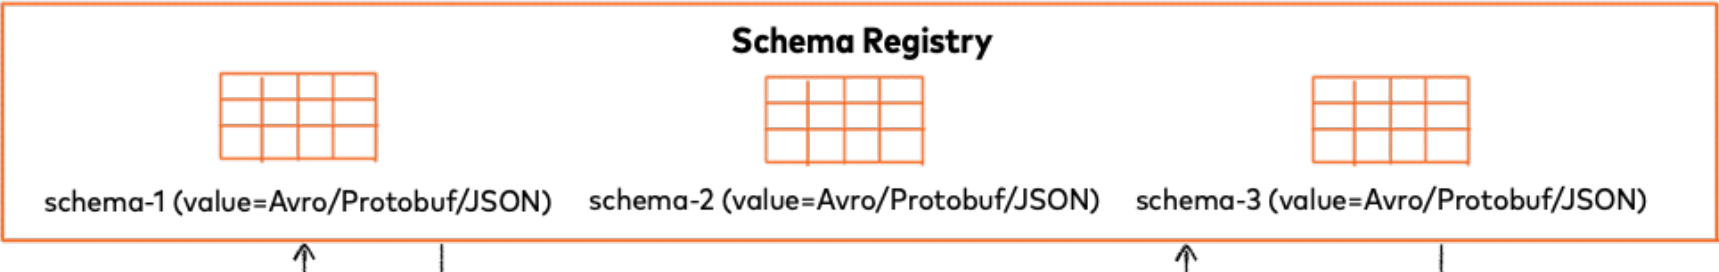 Schema Registry
schema-1 (value=Avro/Protobuf/JSON)
schema-2 (value=Avro/Protobuf/JSON)
schema-3 (value=Avro/Protobuf/JSON)